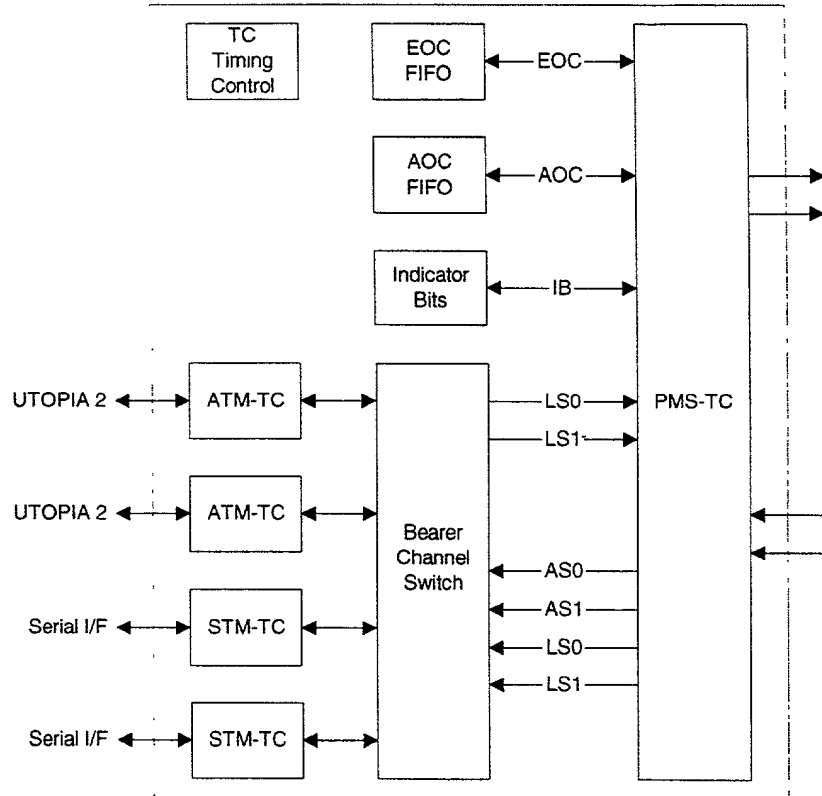 TC
Timing
Control
EOC
FIFO
EOC
AOC
FIFO
AOC
Indicator
Bits
IB
UTOPIA 2
ATM-TC
LS0
PMS-TC
LS1
UTOPIA 2
ATM-TC
Bearer
Channel
Switch
AS0
AS1
Serial I/F
STM-TC
LS0
LS1
Serial I/F
STM-TC